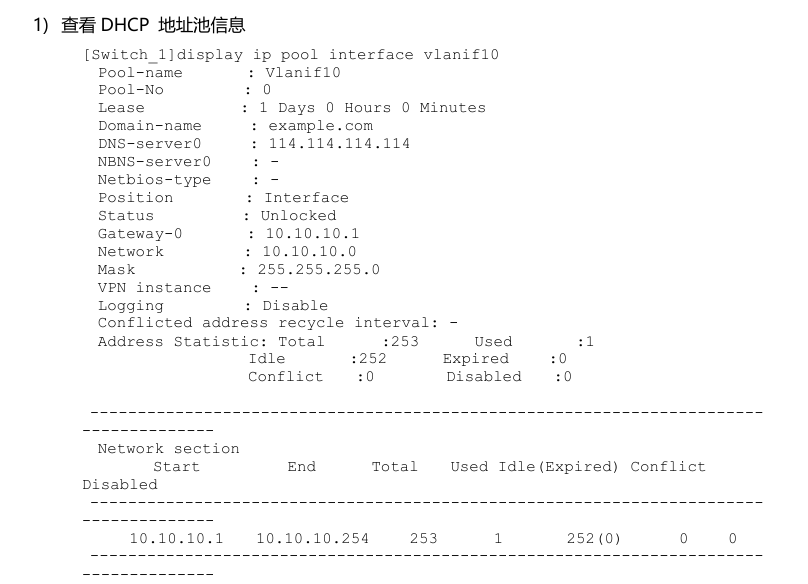 1) 查看 DHCP 地址池信息
[Switch_1]display ip pool interface vlanif10
Pool-name : Vlanif10
Pool-No : 0
Lease : 1 Days 0 Hours 0 Minutes
Domain-name : example.com
DNS-server0 : 114.114.114.114
NBNS-server0 : -
Netbios-type : -
Position : Interface
Status : Unlocked
Gateway-0 : 10.10.10.1
Network : 10.10.10.0
Mask : 255.255.255.0
VPN instance : --
Logging : Disable
Conflicted address recycle interval: -
Address Statistic: Total :253 Used :1
Idle :252 Expired :0
Conflict :0 Disabled :0
-----------------------------------------------------------------------
--------------
Network section
Start End Total Used Idle(Expired) Conflict
Disabled
-----------------------------------------------------------------------
--------------
10.10.10.1 10.10.10.254 253 1 252(0) 0 0
-----------------------------------------------------------------------
--------------